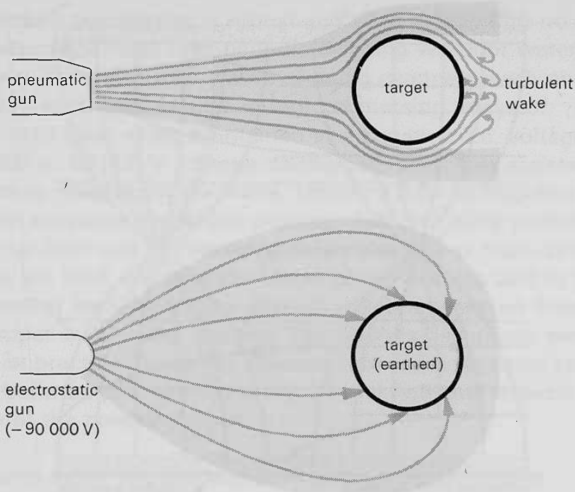 pneumatic
gun
target
turbulent
wake
target
(earthed)
electrostatic
gun
(– 90 000 V)